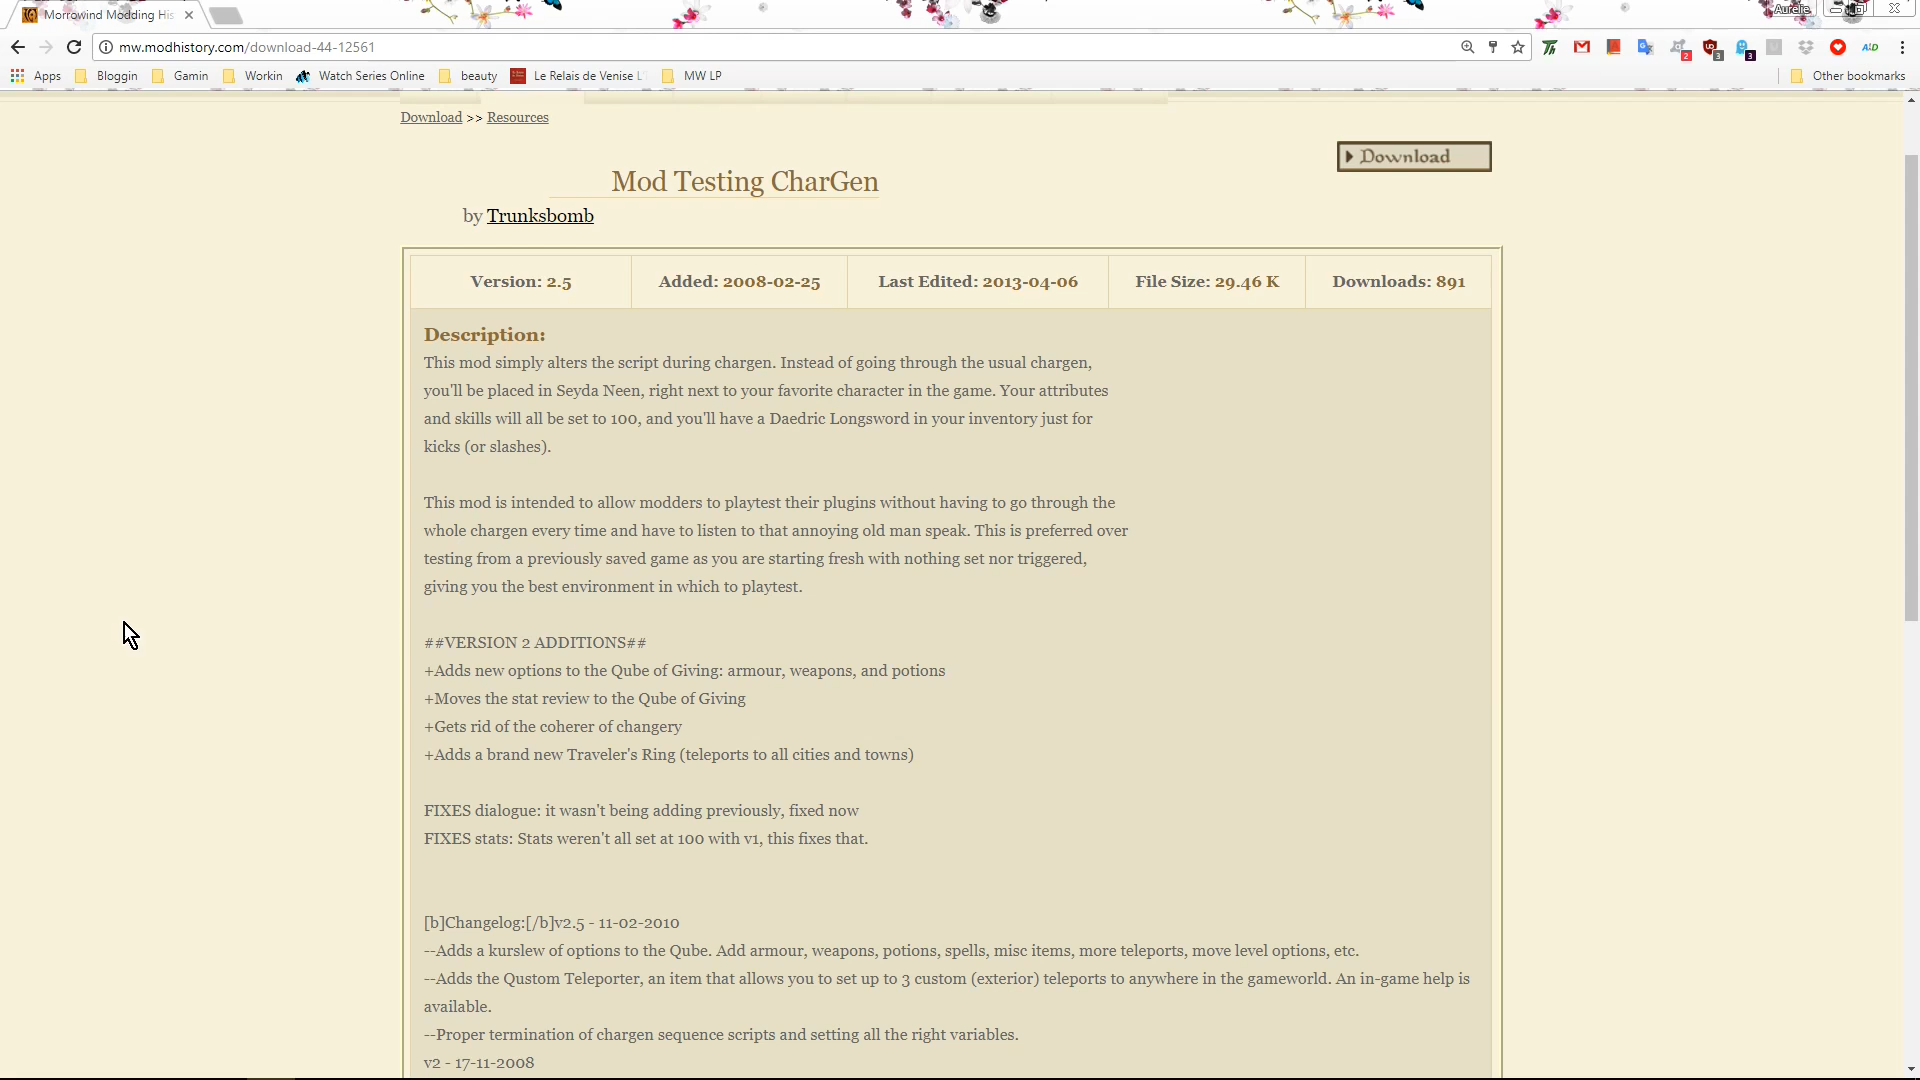 Morrowind Modding His
Aurelie
mw.modhistory.com/download-44-12561
Apps Bloggin Gamin Workin Watch Series Online beauty Le Relais de Venise L' MW LP Other bookmarks
Download >> Resources
Download
Mod Testing CharGen
by Trunksbomb
Version: 2.5 Added: 2008-02-25 Last Edited: 2013-04-06 File Size: 29.46 K Downloads: 891
Description:
This mod simply alters the script during chargen. Instead of going through the usual chargen,
you'll be placed in Seyda Neen, right next to your favorite character in the game. Your attributes
and skills will all be set to 100, and you'll have a Daedric Longsword in your inventory just for
kicks (or slashes).
This mod is intended to allow modders to playtest their plugins without having to go through the
whole chargen every time and have to listen to that annoying old man speak. This is preferred over
testing from a previously saved game as you are starting fresh with nothing set nor triggered,
giving you the best environment in which to playtest.
##VERSION 2 ADDITIONS##
+Adds new options to the Qube of Giving: armour, weapons, and potions
+Moves the stat review to the Qube of Giving
+Gets rid of the coherer of changery
+Adds a brand new Traveler's Ring (teleports to all cities and towns)
FIXES dialogue: it wasn't being adding previously, fixed now
FIXES stats: Stats weren't all set at 100 with v1, this fixes that.
[b]Changelog:[/b]v2.5 - 11-02-2010
--Adds a kurslew of options to the Qube. Add armour, weapons, potions, spells, misc items, more teleports, move level options, etc.
--Adds the Qustom Teleporter, an item that allows you to set up to 3 custom (exterior) teleports to anywhere in the gameworld. An in-game help is
available.
--Proper termination of chargen sequence scripts and setting all the right variables.
v2 - 17-11-2008